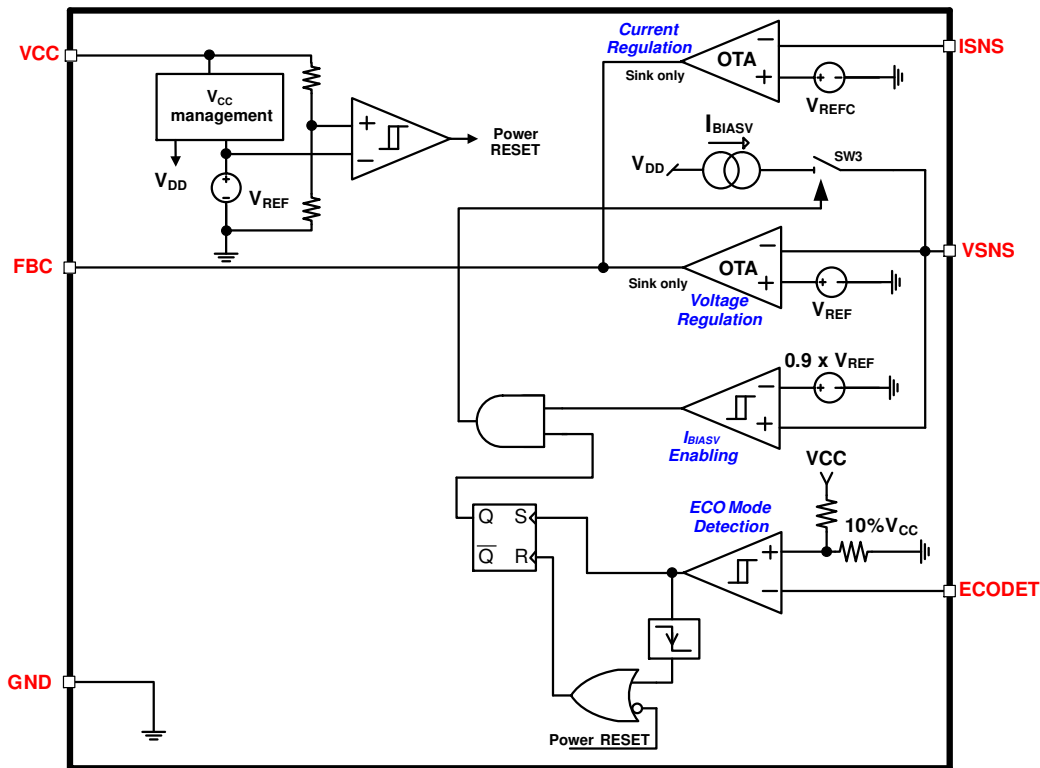 VCC
VCC
management
VDD
VREF
+
-
+
−
Power
RESET
Current
Regulation
Sink only
OTA
−
+
+
-
VREFC
ISNS
IBIASV
VDD
SW3
FBC
Sink only
OTA
−
+
+
-
VREF
Voltage
Regulation
VSNS
0.9 x VREF
−
+
+
-
IBIASV
Enabling
VCC
10%VCC
ECO Mode
Detection
+
−
ECODET
Q S
Q R
GND
Power RESET